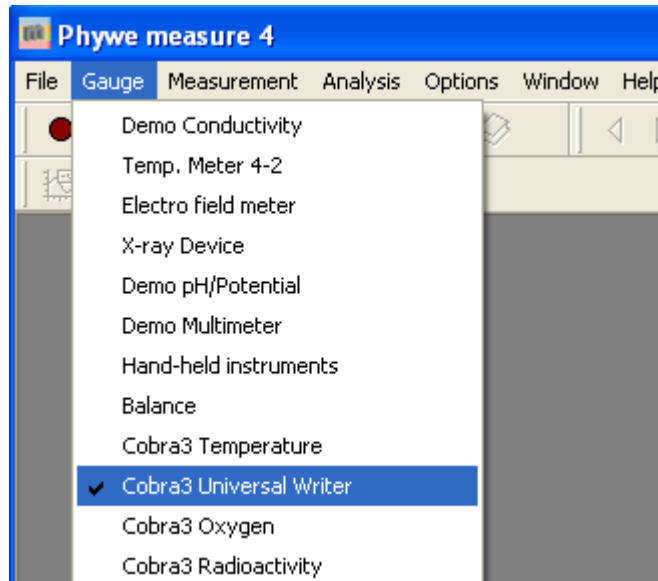 Phywe measure 4
File Gauge Measurement Analysis Options Window Help
Demo Conductivity
Temp. Meter 4-2
Electro field meter
X-ray Device
Demo pH/Potential
Demo Multimeter
Hand-held instruments
Balance
Cobra3 Temperature
Cobra3 Universal Writer
Cobra3 Oxygen
Cobra3 Radioactivity